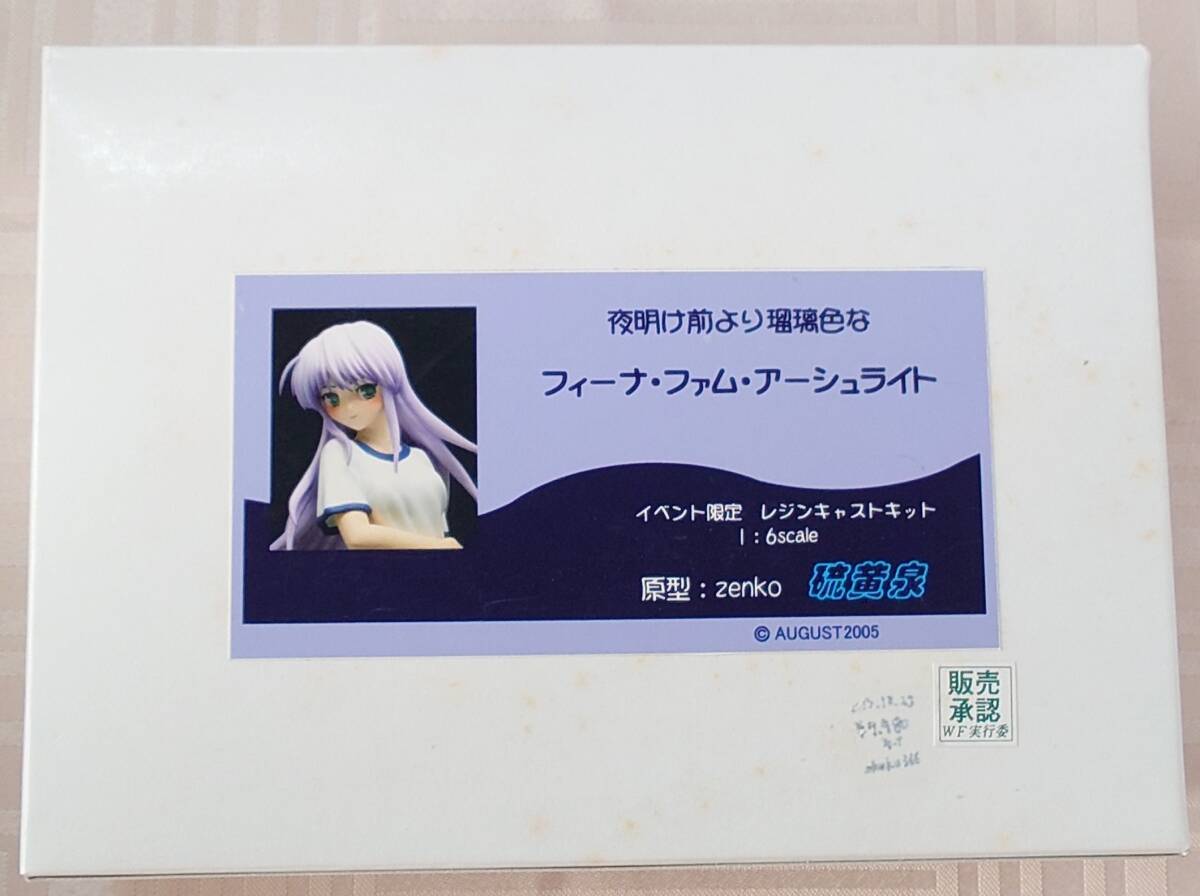 夜明け前より瑠璃色な
フィーナ・ファム・アーシュライト
イベント限定 レジンキャストキット
1:6scale
原型:zenko 硫黄泉
© AUGUST2005
販売
承認
WF実行委